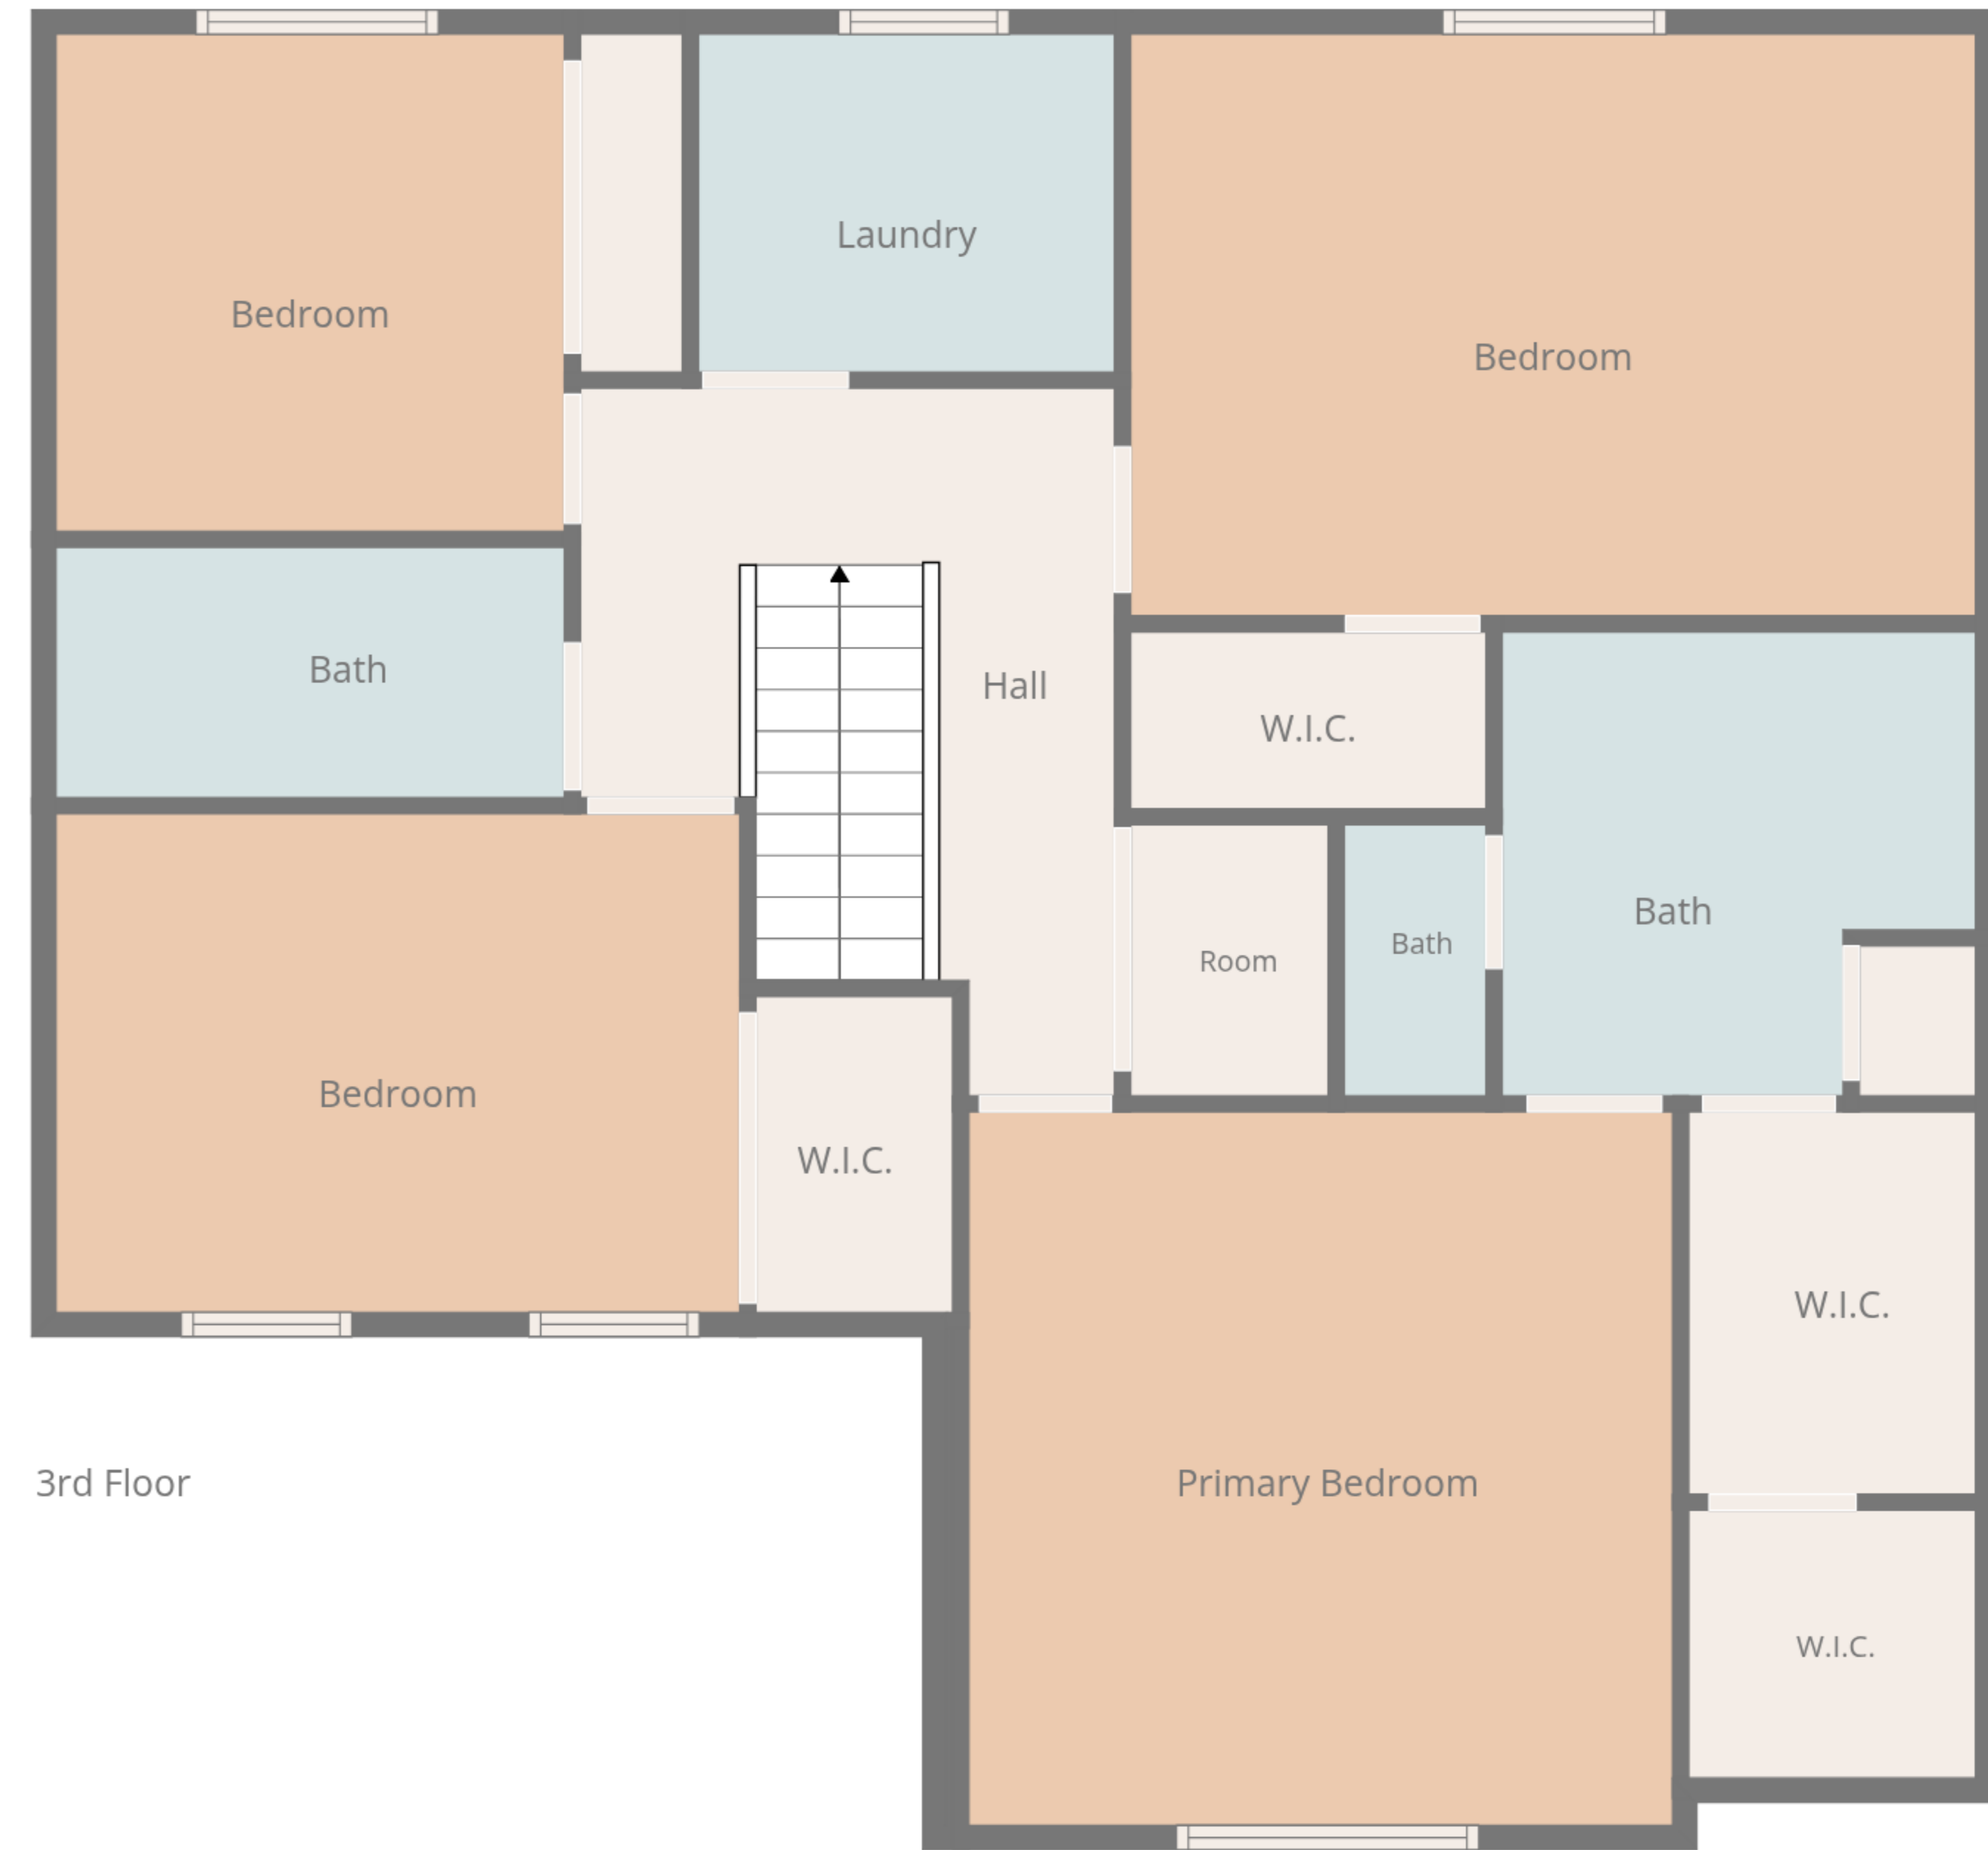 Laundry
Bedroom
Bedroom
Bath
Hall
W.I.C.
Bath
Bath
Room
Bedroom
W.I.C.
W.I.C.
3rd Floor
Primary Bedroom
W.I.C.